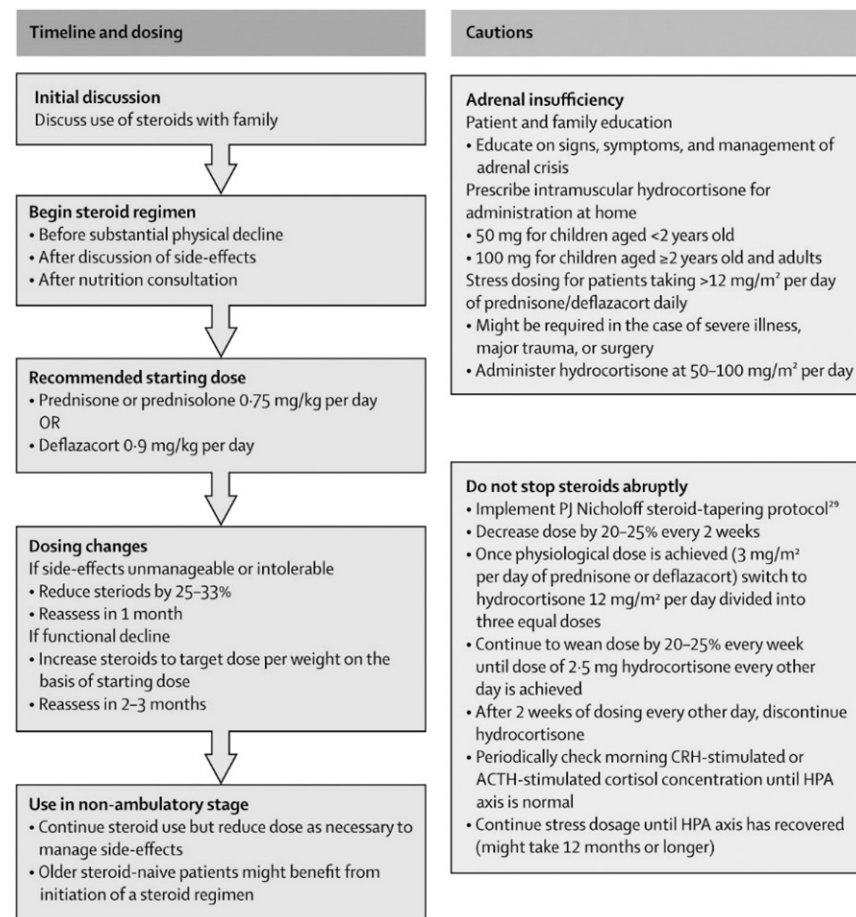 Timeline and dosing
Initial discussion
Discuss use of steroids with family
Begin steroid regimen
• Before substantial physical decline
• After discussion of side-effects
• After nutrition consultation
Recommended starting dose
• Prednisone or prednisolone 0·75 mg/kg per day
OR
• Deflazacort 0·9 mg/kg per day
Dosing changes
If side-effects unmanageable or intolerable
• Reduce steriods by 25–33%
• Reassess in 1 month
If functional decline
• Increase steroids to target dose per weight on the
basis of starting dose
• Reassess in 2–3 months
Use in non-ambulatory stage
• Continue steroid use but reduce dose as necessary to
manage side-effects
• Older steroid-naive patients might benefit from
initiation of a steroid regimen
Cautions
Adrenal insufficiency
Patient and family education
• Educate on signs, symptoms, and management of
adrenal crisis
Prescribe intramuscular hydrocortisone for
administration at home
• 50 mg for children aged <2 years old
• 100 mg for children aged ≥2 years old and adults
Stress dosing for patients taking >12 mg/m² per day
of prednisone/deflazacort daily
• Might be required in the case of severe illness,
major trauma, or surgery
• Administer hydrocortisone at 50–100 mg/m² per day
Do not stop steroids abruptly
• Implement PJ Nicholoff steroid-tapering protocol²⁹
• Decrease dose by 20–25% every 2 weeks
• Once physiological dose is achieved (3 mg/m²
per day of prednisone or deflazacort) switch to
hydrocortisone 12 mg/m² per day divided into
three equal doses
• Continue to wean dose by 20–25% every week
until dose of 2·5 mg hydrocortisone every other
day is achieved
• After 2 weeks of dosing every other day, discontinue
hydrocortisone
• Periodically check morning CRH-stimulated or
ACTH-stimulated cortisol concentration until HPA
axis is normal
• Continue stress dosage until HPA axis has recovered
(might take 12 months or longer)